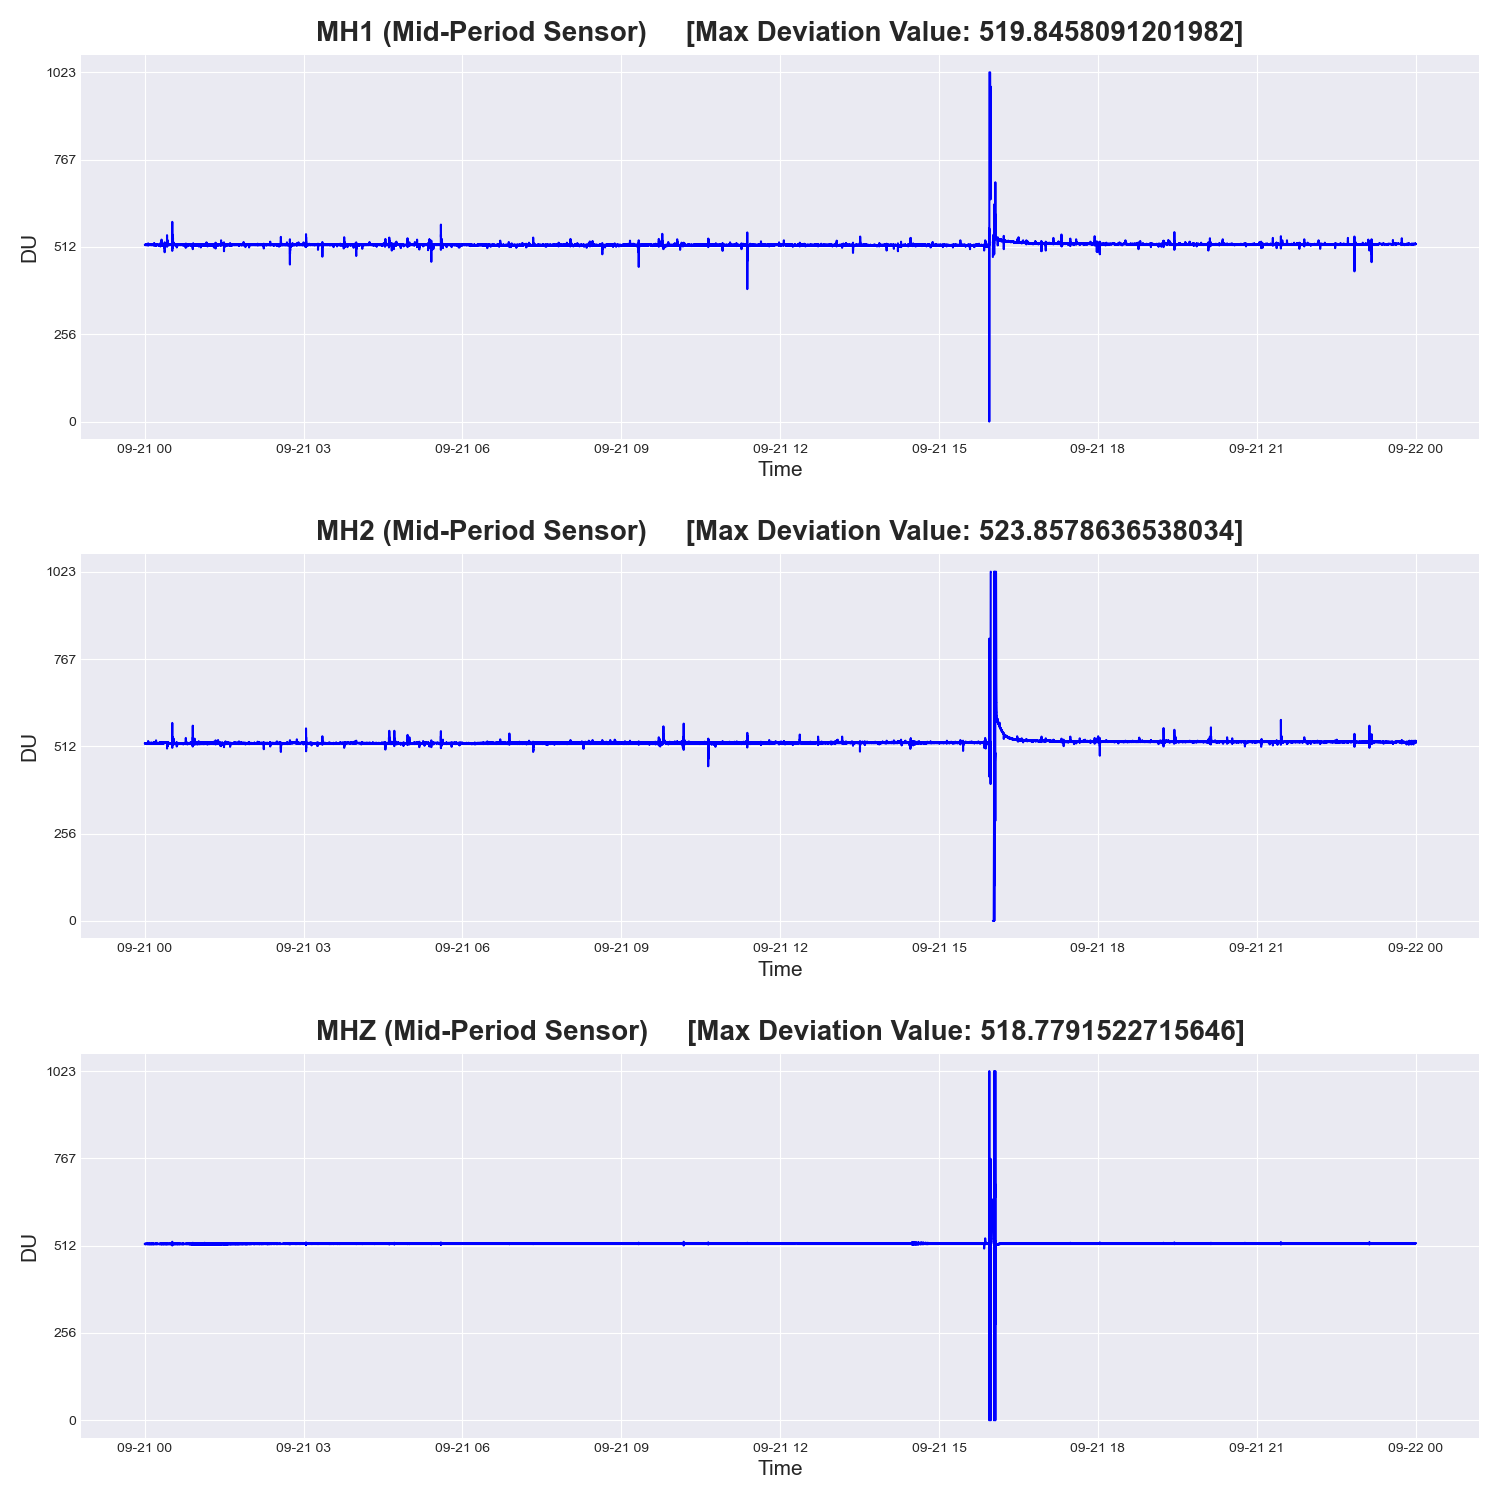 MH1 (Mid-Period Sensor) [Max Deviation Value: 519.8458091201982]
1023
767
512
256
0
DU
09-21 00 09-21 03 09-21 06 09-21 09 09-21 12 09-21 15 09-21 18 09-21 21 09-22 00
Time
MH2 (Mid-Period Sensor) [Max Deviation Value: 523.8578636538034]
1023
767
512
256
0
DU
09-21 00 09-21 03 09-21 06 09-21 09 09-21 12 09-21 15 09-21 18 09-21 21 09-22 00
Time
MHZ (Mid-Period Sensor) [Max Deviation Value: 518.7791522715646]
1023
767
512
256
0
DU
09-21 00 09-21 03 09-21 06 09-21 09 09-21 12 09-21 15 09-21 18 09-21 21 09-22 00
Time